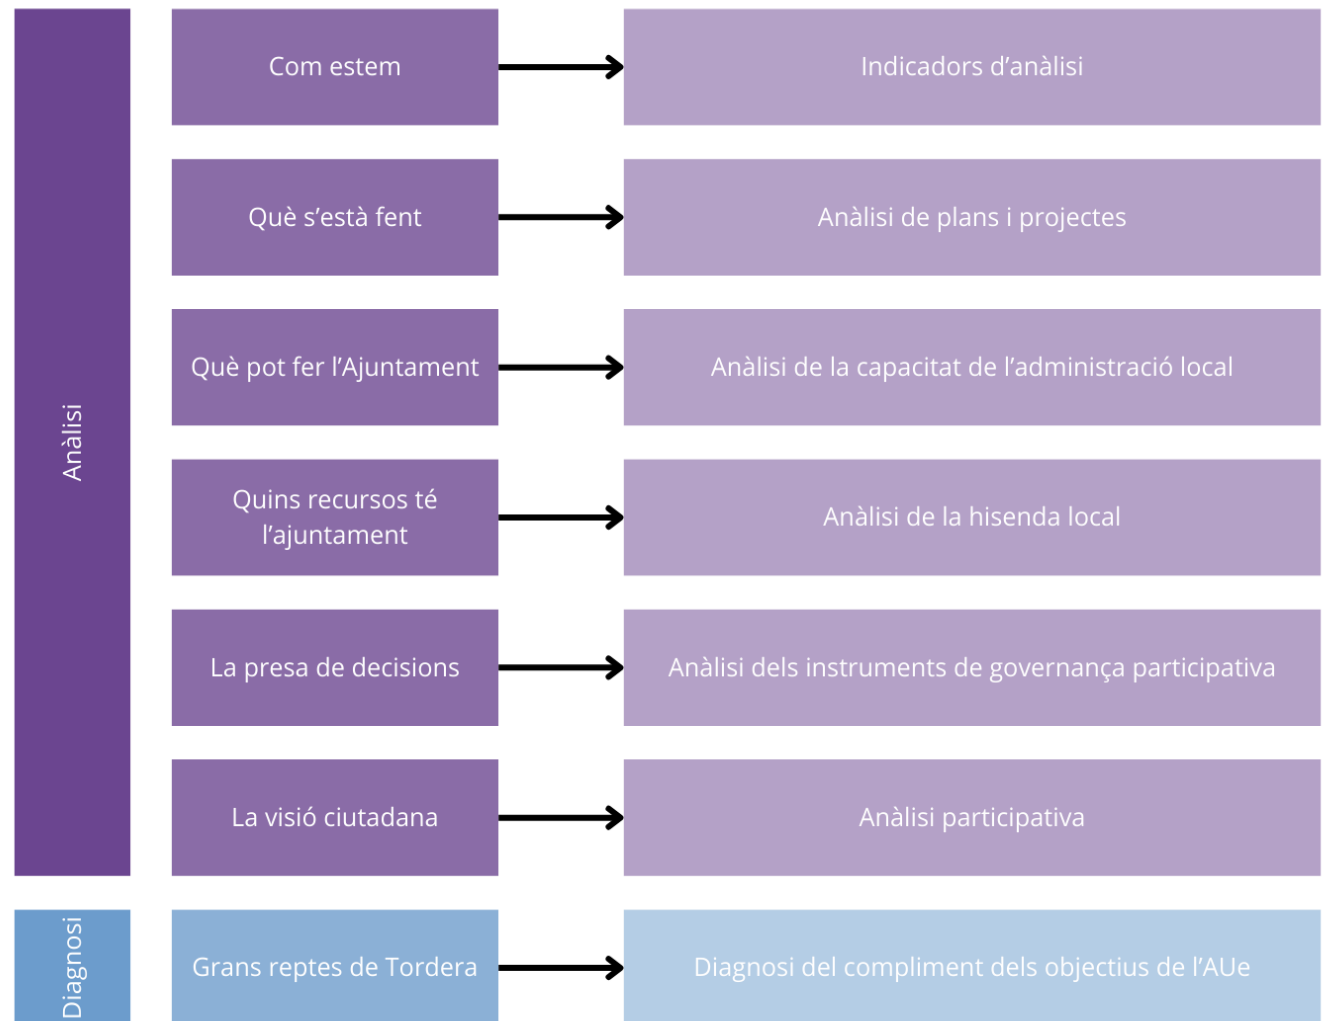 Anàlisi
Com estem
Indicadors d’anàlisi
Què s’està fent
Anàlisi de plans i projectes
Què pot fer l’Ajuntament
Anàlisi de la capacitat de l’administració local
Quins recursos té
l’ajuntament
Anàlisi de la hisenda local
La presa de decisions
Anàlisi dels instruments de governança participativa
La visió ciutadana
Anàlisi participativa
Diagnosi
Grans reptes de Tordera
Diagnosi del compliment dels objectius de l’AUe